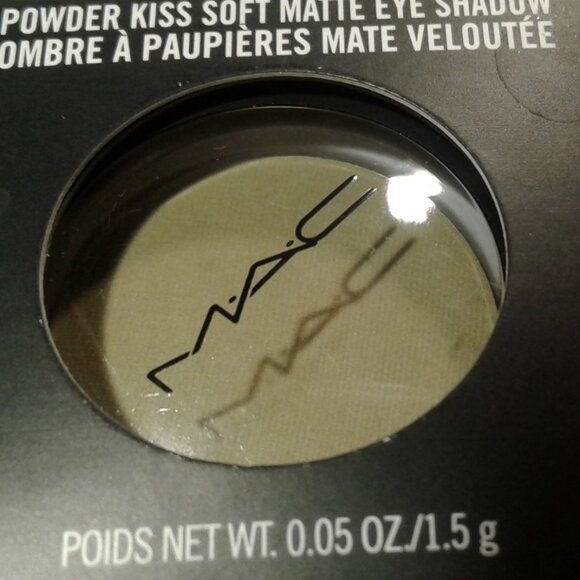 POWDER KISS SOFT MATTE EYE SHADOW
OMBRE À PAUPIÈRES MATE VELOUTÉE
MAC
POIDS NET WT. 0.05 OZ./1.5 g